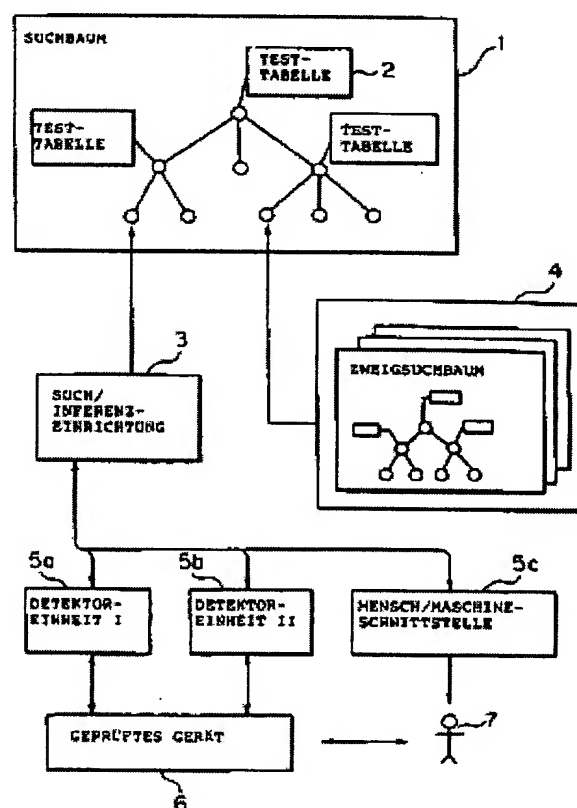 SUCHBAUM
1
TEST-
TABELLE
2
TEST-
TABELLE
TEST-
TABELLE
4
3
ZWEIGSUCHBAUM
SUCH/
INFERENZ-
EINRICHTUNG
5a
5b
5c
DETEKTOR-
EINHEIT I
DETEKTOR-
EINHEIT II
MENSCH/MASCHINE-
SCHNITTSTELLE
7
GEPRÜFTES GERÄT
6